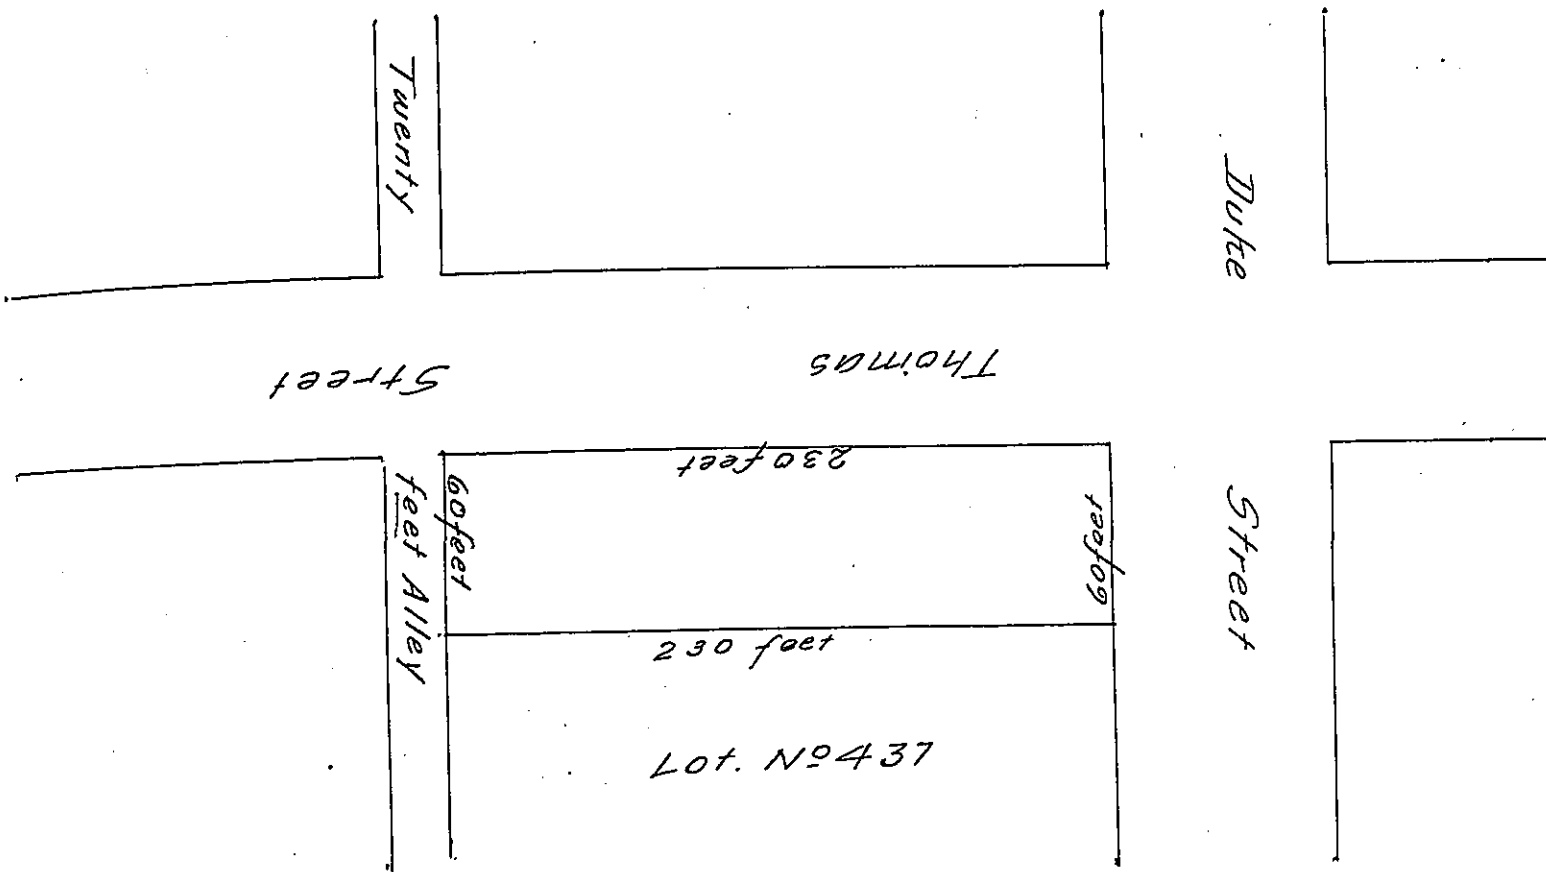 Twenty
feet Alley
Duke
Street
Thomas
Street
230 feet
60 feet
60 feet
230 feet
Lot. Nº 437